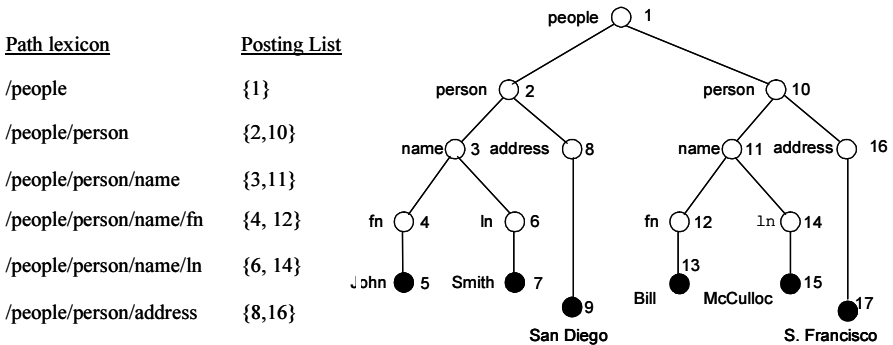 Path lexicon Posting List
/people {1}
/people/person {2,10}
/people/person/name {3,11}
/people/person/name/fn {4, 12}
/people/person/name/ln {6, 14}
/people/person/address {8,16}
people 1
person 2 person 10
name 3 address 8 name 11 address 16
fn 4 ln 6 fn 12 ln 14
John 5 Smith 7 13 15
Bill McCulloc
9 17
San Diego S. Francisco